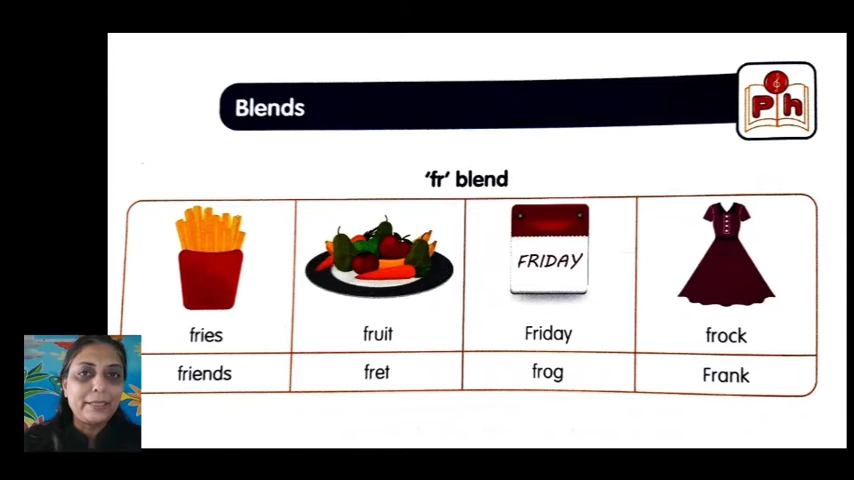 Blends
Ph
'fr' blend
FRIDAY
fries fruit Friday frock
friends fret frog Frank